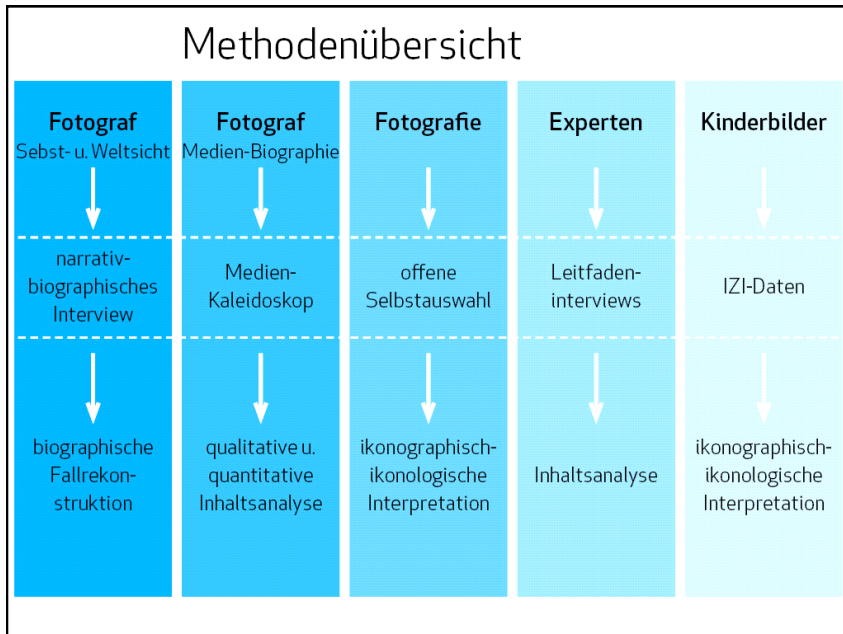 Methodenübersicht
Fotograf
Sebst- u. Weltsicht
narrativ-
biographisches
Interview
biographische
Fallrekon-
struktion
Fotograf
Medien-Biographie
Medien-
Kaleidoskop
qualitative u.
quantitative
Inhaltsanalyse
Fotografie
offene
Selbstauswahl
ikonographisch-
ikonologische
Interpretation
Experten
Leitfaden-
interviews
Inhaltsanalyse
Kinderbilder
IZI-Daten
ikonographisch-
ikonologische
Interpretation